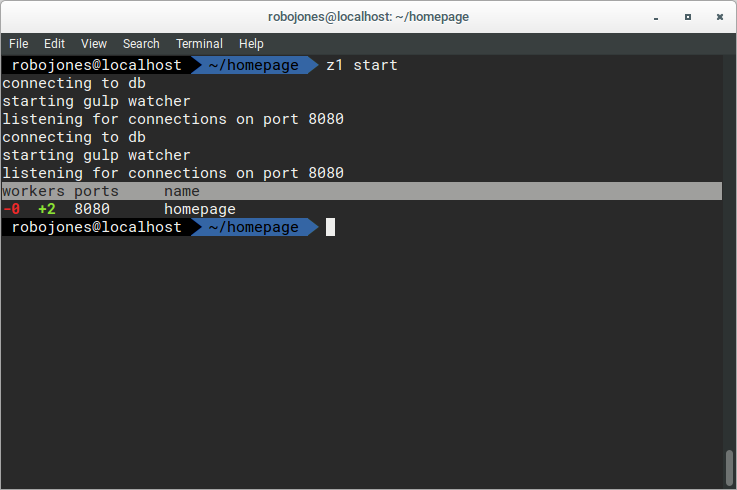 robojones@localhost: ~/homepage
File Edit View Search Terminal Help
robojones@localhost ~/homepage z1 start
connecting to db
starting gulp watcher
listening for connections on port 8080
connecting to db
starting gulp watcher
listening for connections on port 8080
workers ports name
-0 +2 8080 homepage
robojones@localhost ~/homepage